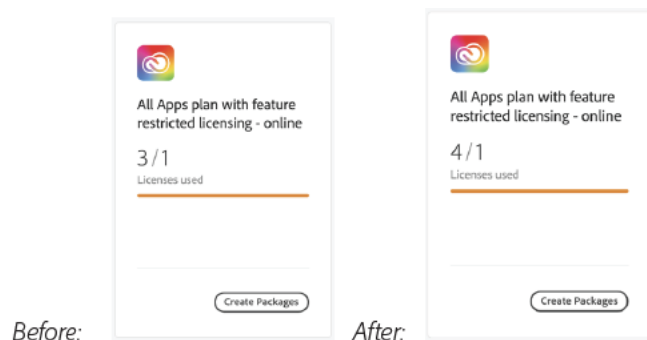 Before:
All Apps plan with feature
restricted licensing - online
3/1
Licenses used
Create Packages
After:
All Apps plan with feature
restricted licensing - online
4/1
Licenses used
Create Packages